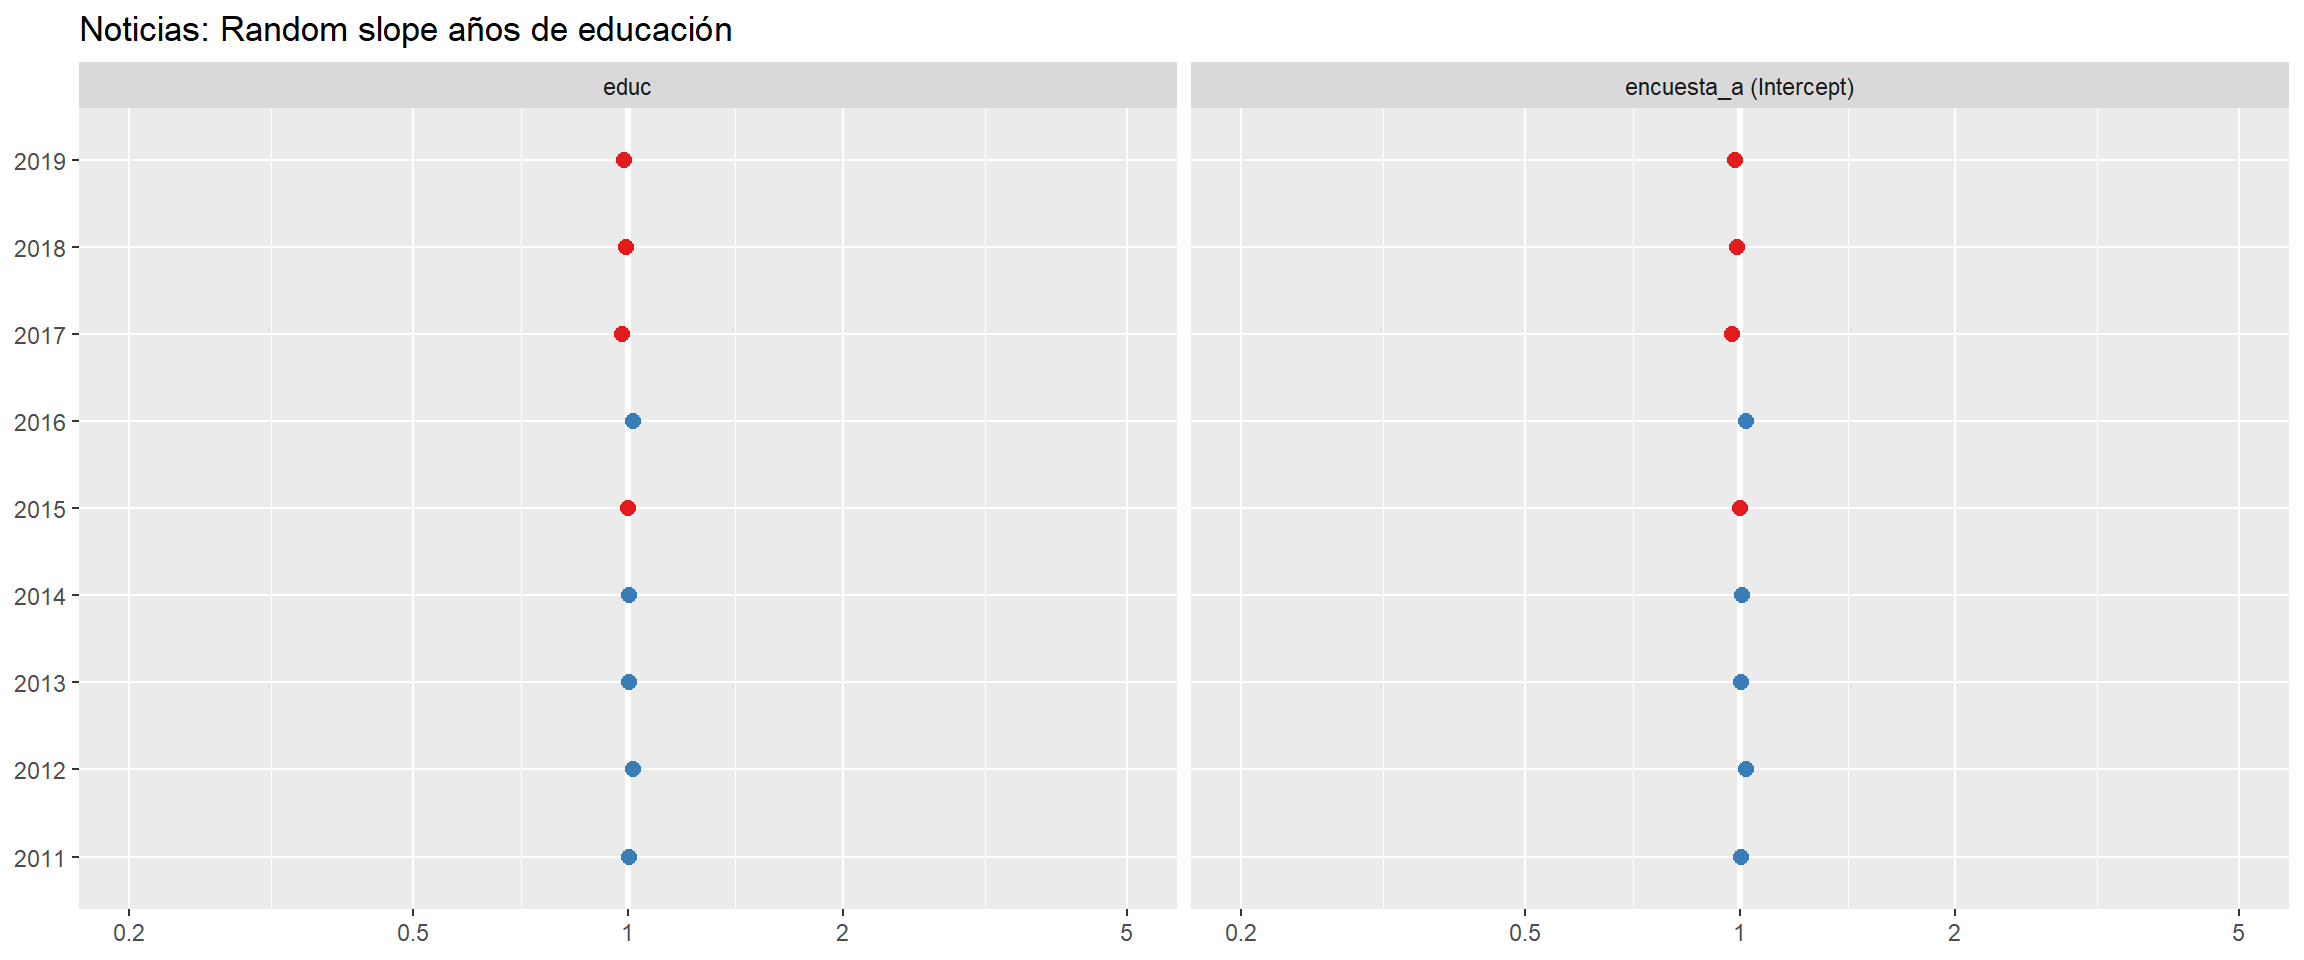 Noticias: Random slope años de educación
educ
encuesta_a (Intercept)
2019
2018
2017
2016
2015
2014
2013
2012
2011
0.2 0.5 1 2 5
0.2 0.5 1 2 5